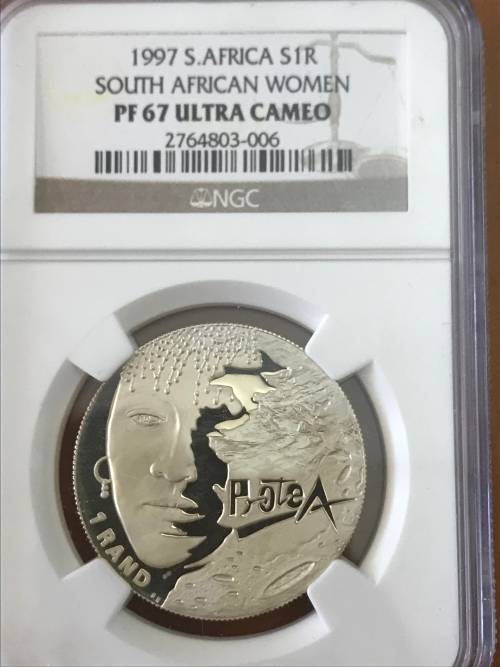 1997 S.AFRICA S1R
SOUTH AFRICAN WOMEN
PF 67 ULTRA CAMEO
2764803-006
NGC
ProteA
1 RAND